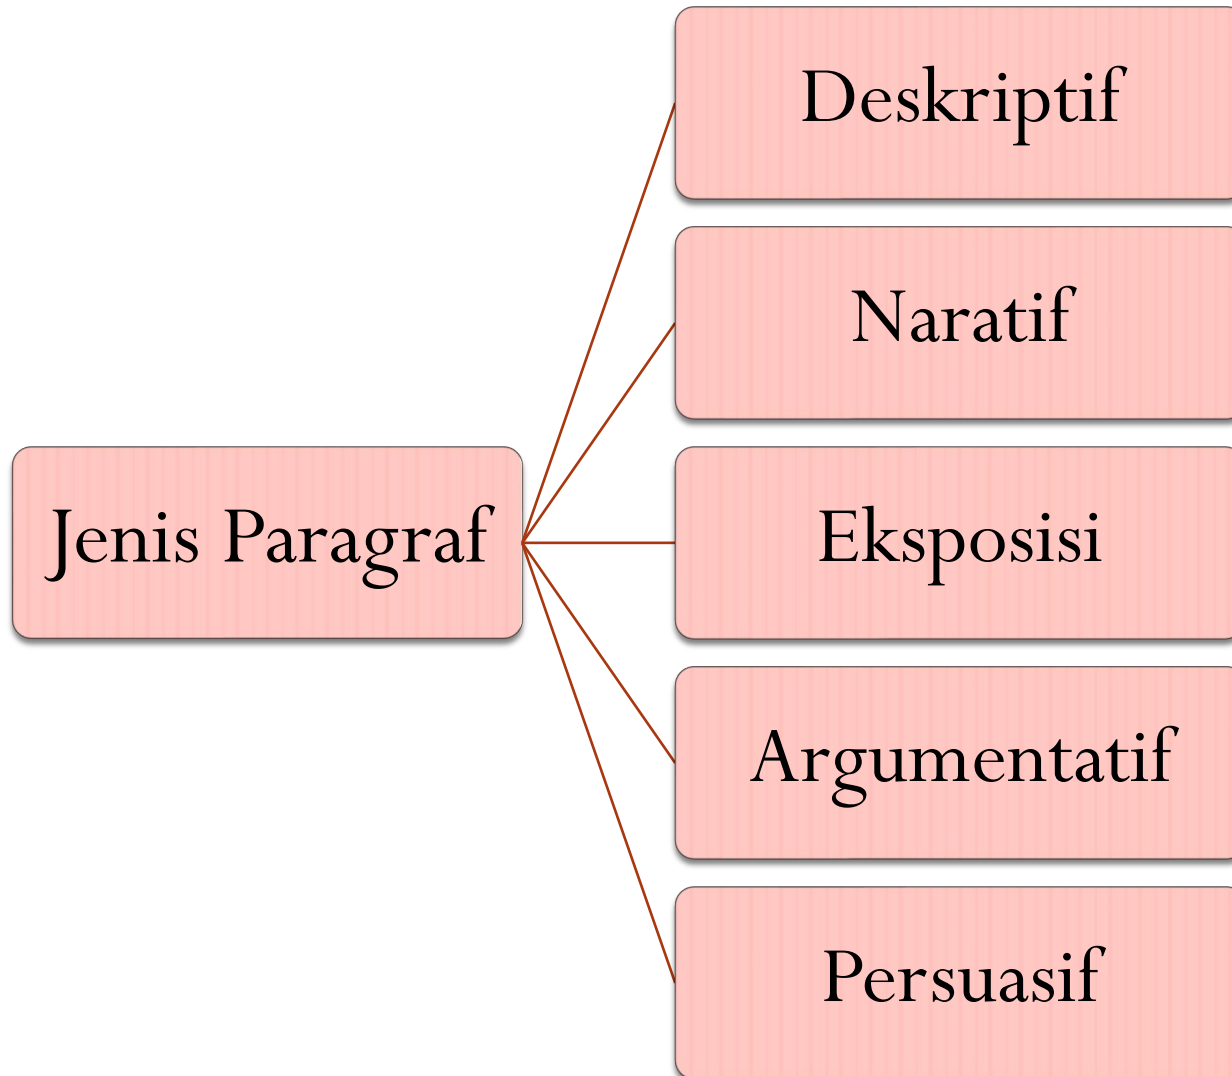 Jenis Paragraf
Deskriptif
Naratif
Eksposisi
Argumentatif
Persuasif